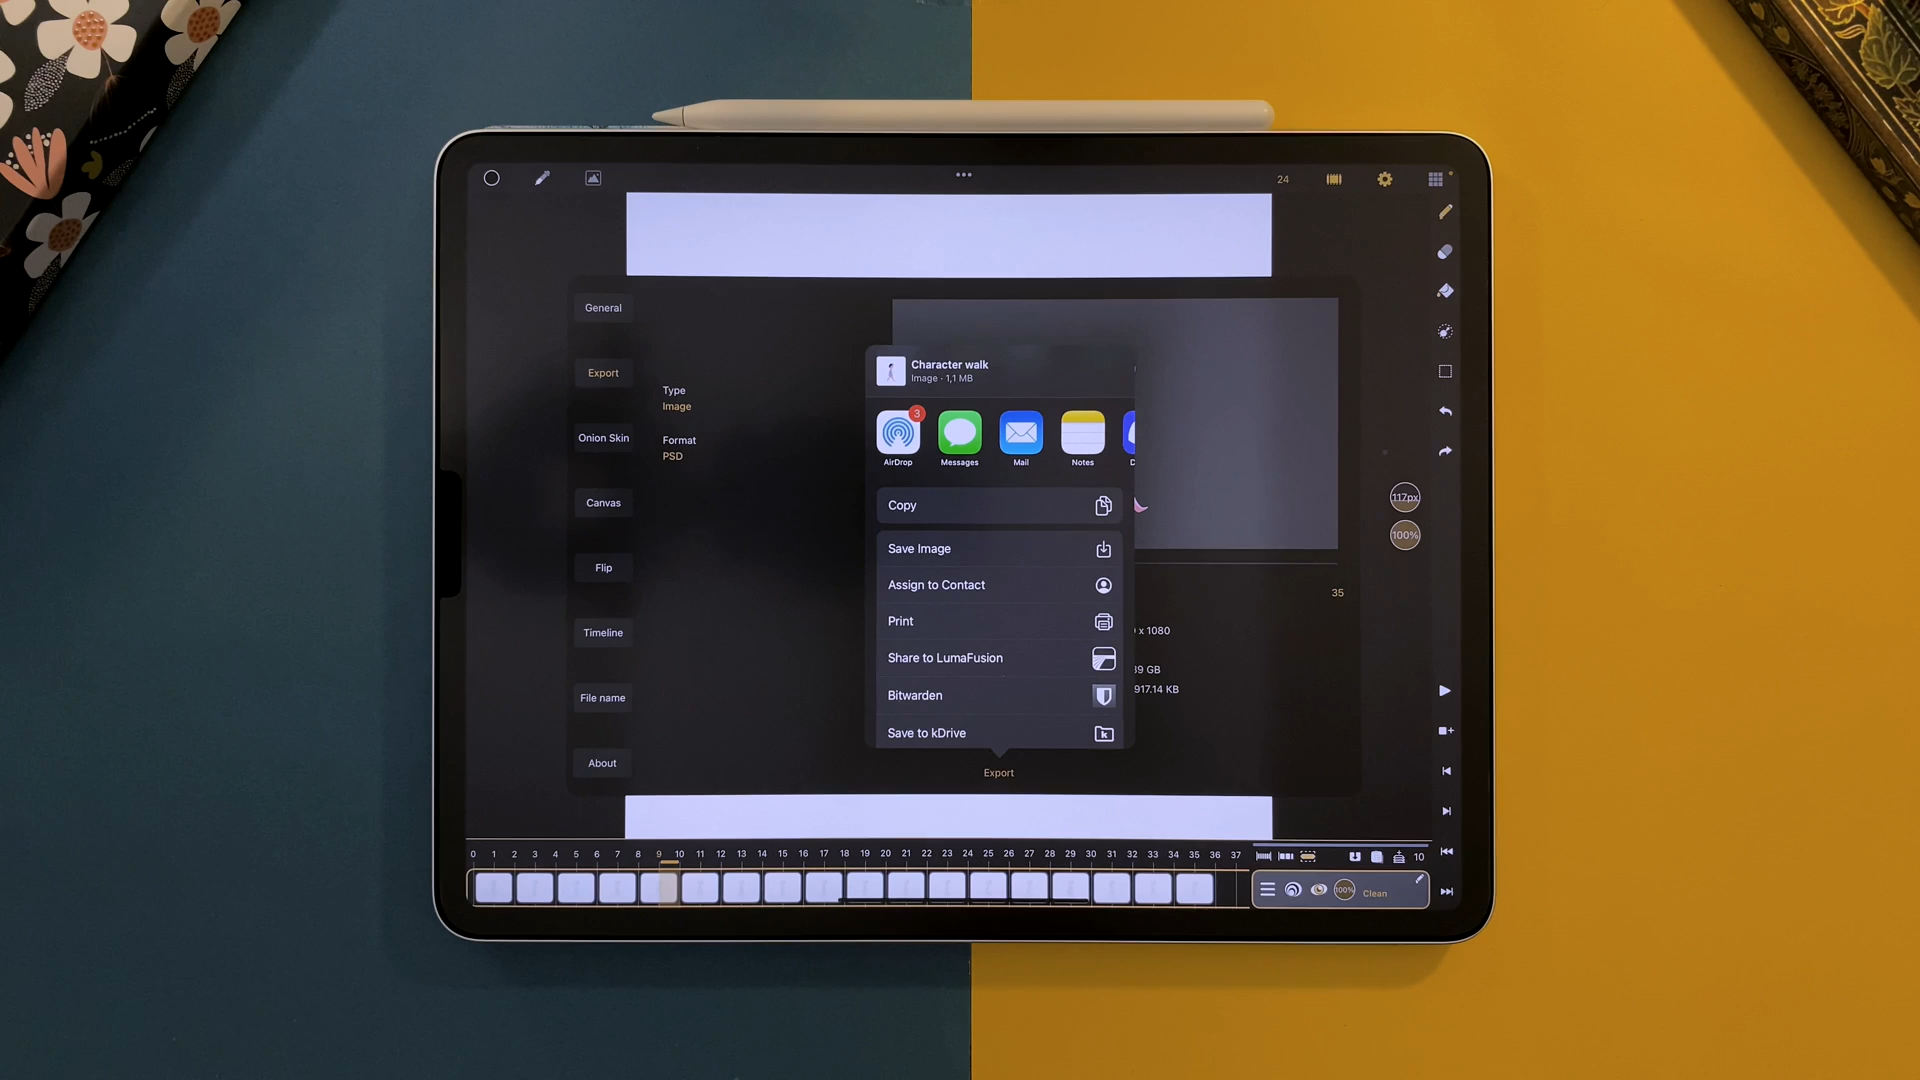 24
General
Export
Onion Skin
Canvas
Flip
Timeline
File name
About
Type
Image
Format
PSD
Character walk
Image · 1,1 MB
3
AirDrop
Messages
Mail
Notes
D
Copy
Save Image
Assign to Contact
Print
Share to LumaFusion
Bitwarden
Save to kDrive
Export
35
x 1080
39 GB
917.14 KB
117px
100%
0 1 2 3 4 5 6 7 8 9 10 11 12 13 14 15 16 17 18 19 20 21 22 23 24 25 26 27 28 29 30 31 32 33 34 35 36 37
10
100%
Clean